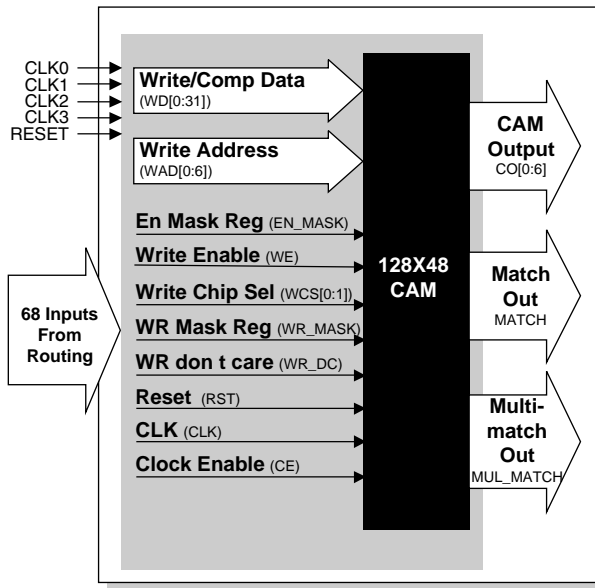 CLK0
CLK1
CLK2
CLK3
RESET
Write/Comp Data
(WD[0:31])
Write Address
(WAD[0:6])
En Mask Reg (EN_MASK)
Write Enable (WE)
Write Chip Sel (WCS[0:1])
WR Mask Reg (WR_MASK)
WR don t care (WR_DC)
Reset (RST)
CLK (CLK)
Clock Enable (CE)
68 Inputs
From
Routing
128X48
CAM
CAM
Output
CO[0:6]
Match
Out
MATCH
Multi-
match
Out
MUL_MATCH